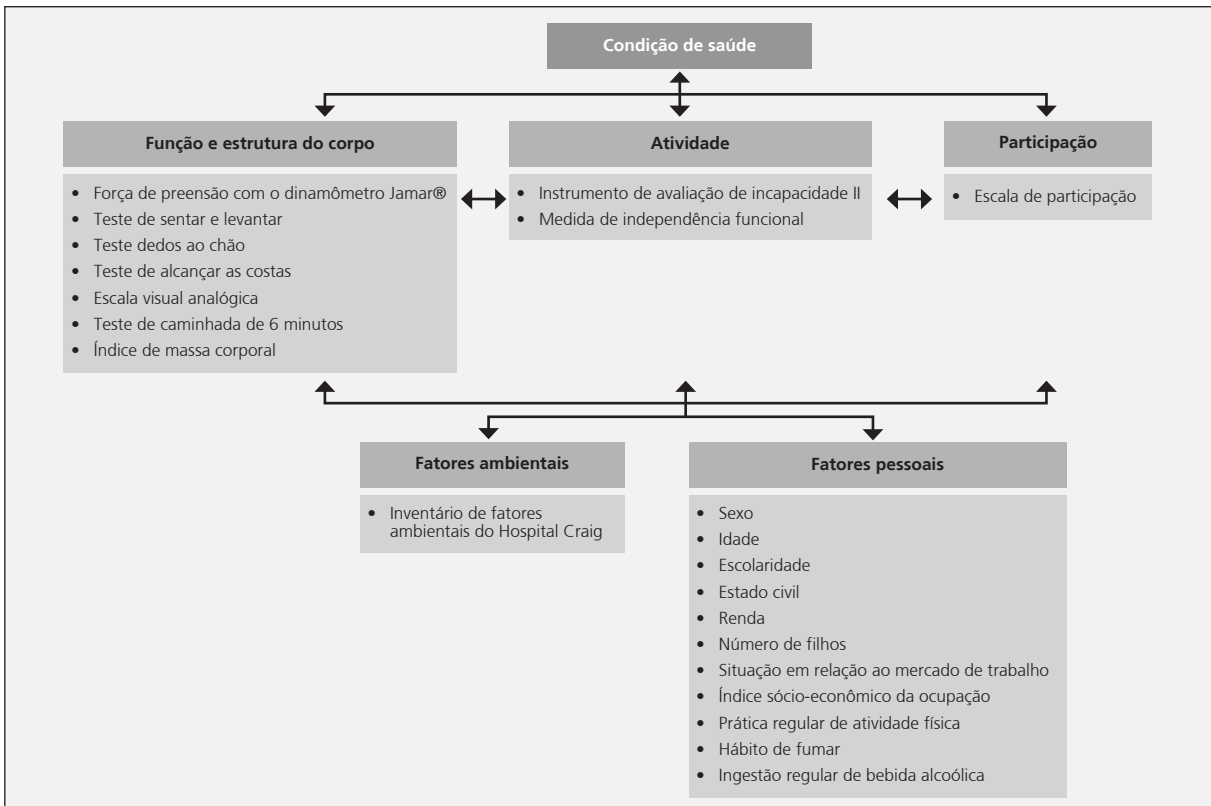 Condição de saúde
Função e estrutura do corpo
• Força de preensão com o dinamômetro Jamar®
• Teste de sentar e levantar
• Teste dedos ao chão
• Teste de alcançar as costas
• Escala visual analógica
• Teste de caminhada de 6 minutos
• Índice de massa corporal
Atividade
• Instrumento de avaliação de incapacidade II
• Medida de independência funcional
Participação
• Escala de participação
Fatores ambientais
• Inventário de fatores
ambientais do Hospital Craig
Fatores pessoais
• Sexo
• Idade
• Escolaridade
• Estado civil
• Renda
• Número de filhos
• Situação em relação ao mercado de trabalho
• Índice sócio-econômico da ocupação
• Prática regular de atividade física
• Hábito de fumar
• Ingestão regular de bebida alcoólica